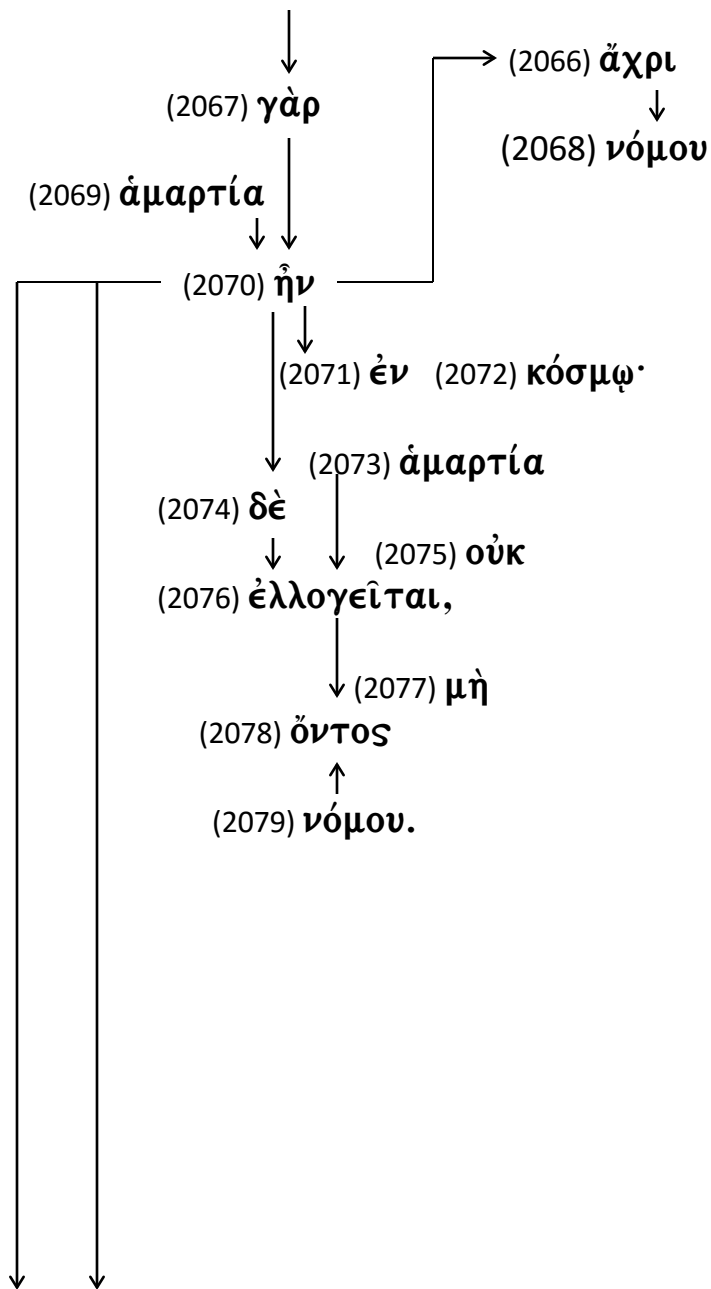 (2066) ἄχρι
(2067) γὰρ
(2068) νόμου
(2069) ἁμαρτία
(2070) ἦν
(2071) ἐν (2072) κόσμῳ·
(2073) ἁμαρτία
(2074) δὲ
(2075) οὐκ
(2076) ἐλλογεῖται,
(2077) μὴ
(2078) ὄντος
(2079) νόμου.